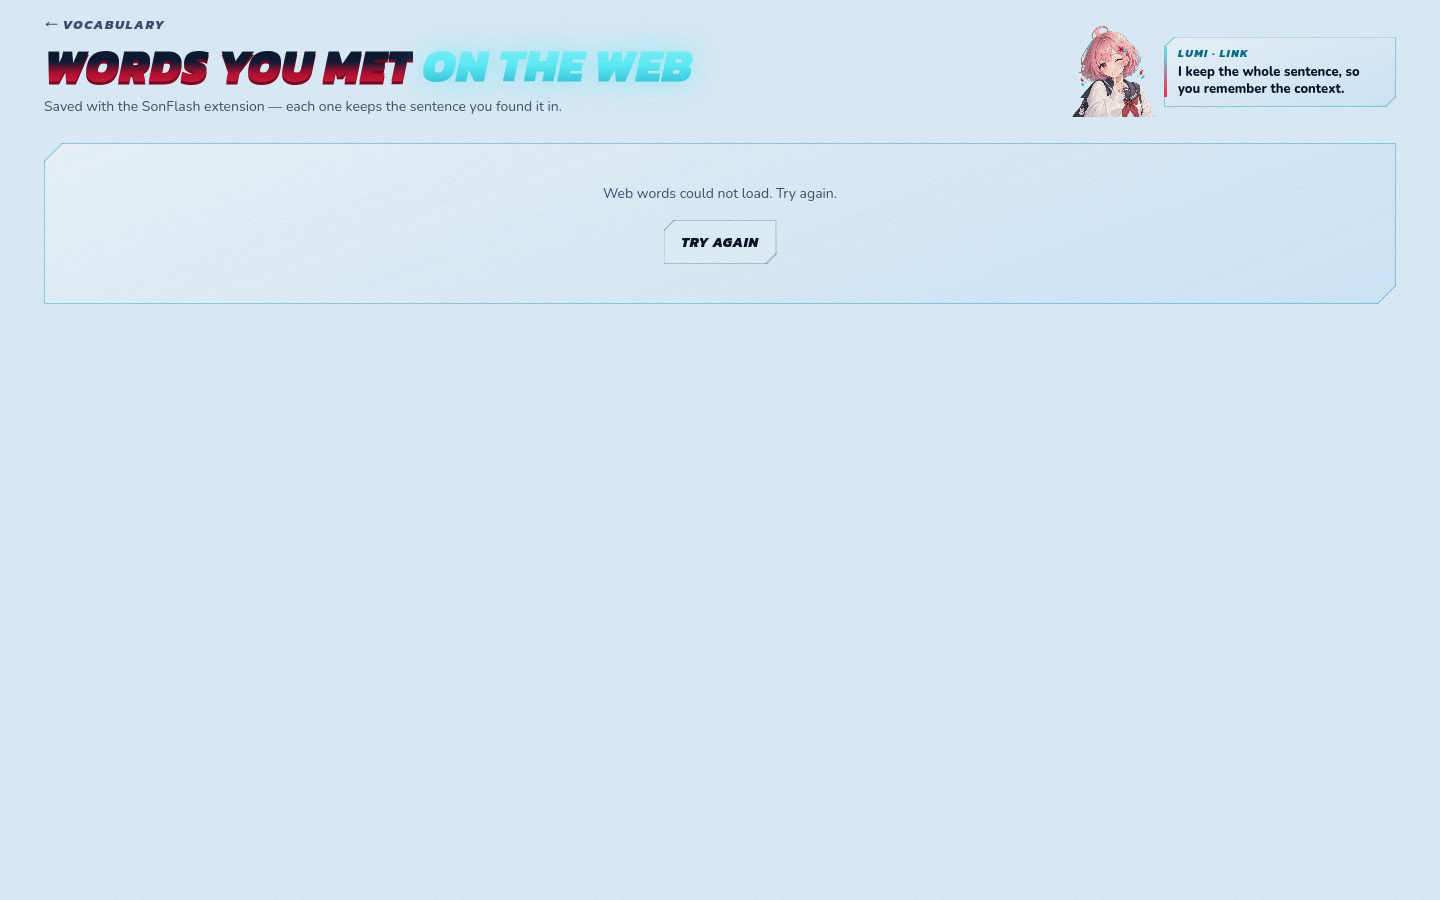 ← VOCABULARY
WORDS YOU MET ON THE WEB
Saved with the SonFlash extension — each one keeps the sentence you found it in.
LUMI · LINK
I keep the whole sentence, so
you remember the context.
Web words could not load. Try again.
TRY AGAIN